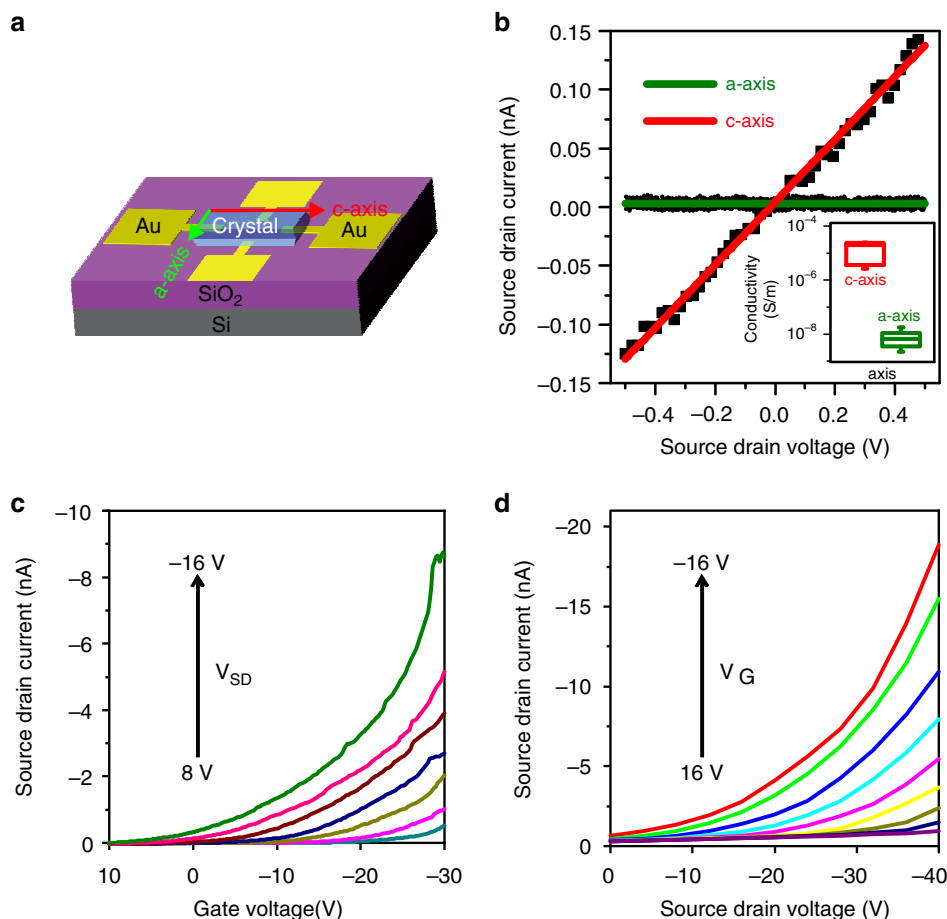 a
Au
Crystal
c-axis
Au
a-axis
SiO2
Si
b
Source drain current (nA)
0.15
0.10
0.05
0.00
−0.05
−0.10
−0.15
a-axis
c-axis
Conductivity
(S/m)
10−4
10−6
10−8
c-axis
a-axis
axis
−0.4
−0.2
0.0
0.2
0.4
Source drain voltage (V)
c
Source drain current (nA)
−10
−8
−6
−4
−2
0
−16 V
VSD
8 V
10
0
−10
−20
−30
Gate voltage(V)
d
Source drain current (nA)
−20
−15
−10
−5
0
−16 V
V G
16 V
0
−10
−20
−30
−40
Source drain voltage (V)